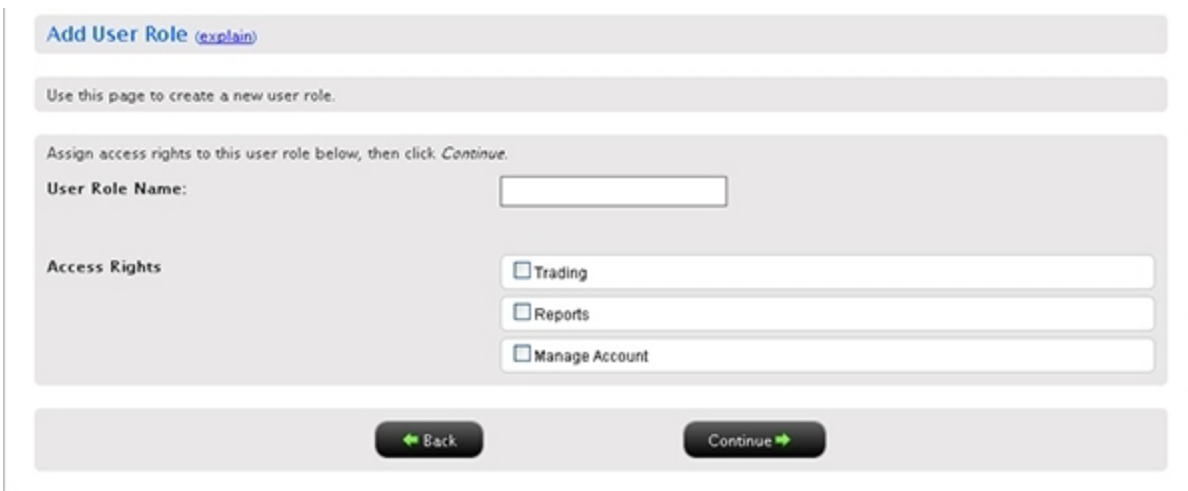 Add User Role (explain)
Use this page to create a new user role.
Assign access rights to this user role below, then click Continue.
User Role Name:
Access Rights
Trading
Reports
Manage Account
Back
Continue